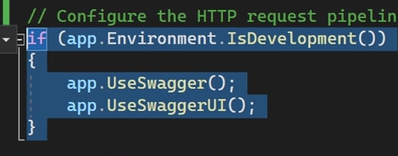 // Configure the HTTP request pipelin
if (app.Environment.IsDevelopment())
{
app.UseSwagger();
app.UseSwaggerUI();
}